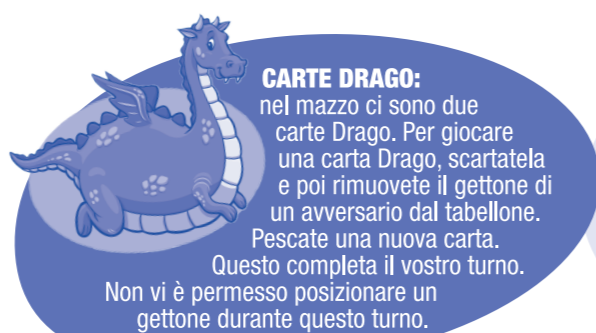 CARTE DRAGO:
nel mazzo ci sono due
carte Drago. Per giocare
una carta Drago, scartatela
e poi rimuovete il gettone di
un avversario dal tabellone.
Pescate una nuova carta.
Questo completa il vostro turno.
Non vi è permesso posizionare un
gettone durante questo turno.